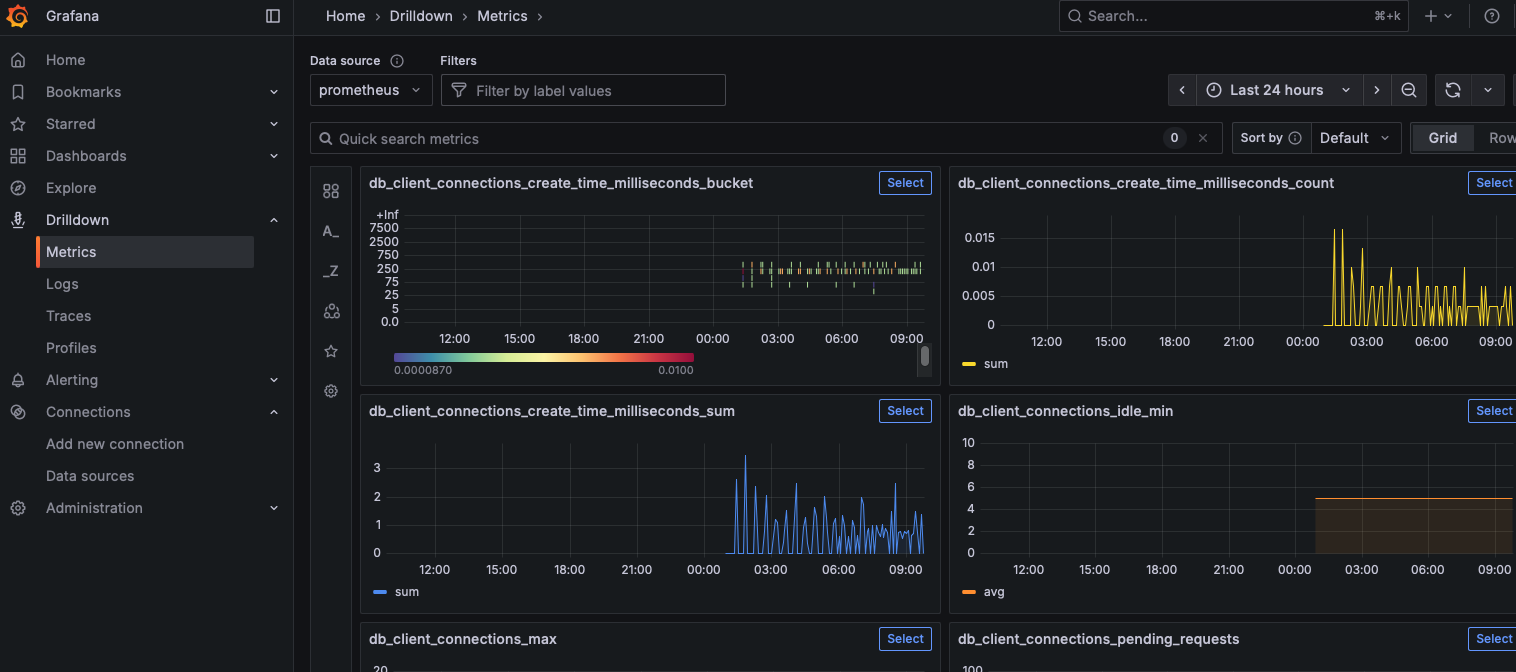 Grafana
Home › Drilldown › Metrics ›
Search...
⌘+k
Home
Bookmarks
Starred
Dashboards
Explore
Drilldown
Metrics
Logs
Traces
Profiles
Alerting
Connections
Add new connection
Data sources
Administration
Data source
Filters
prometheus
Filter by label values
Last 24 hours
Quick search metrics
0
Sort by
Default
Grid
Row
A_
_Z
db_client_connections_create_time_milliseconds_bucket
Select
+Inf
7500
2500
750
250
75
25
5
0.0
12:00 15:00 18:00 21:00 00:00 03:00 06:00 09:00
0.0000870 0.0100
db_client_connections_create_time_milliseconds_count
Select
0.015
0.01
0.005
0
12:00 15:00 18:00 21:00 00:00 03:00 06:00 09:00
sum
db_client_connections_create_time_milliseconds_sum
Select
3
2
1
0
12:00 15:00 18:00 21:00 00:00 03:00 06:00 09:00
sum
db_client_connections_idle_min
Select
10
8
6
4
2
0
12:00 15:00 18:00 21:00 00:00 03:00 06:00 09:00
avg
db_client_connections_max
Select
20
db_client_connections_pending_requests
Select
100